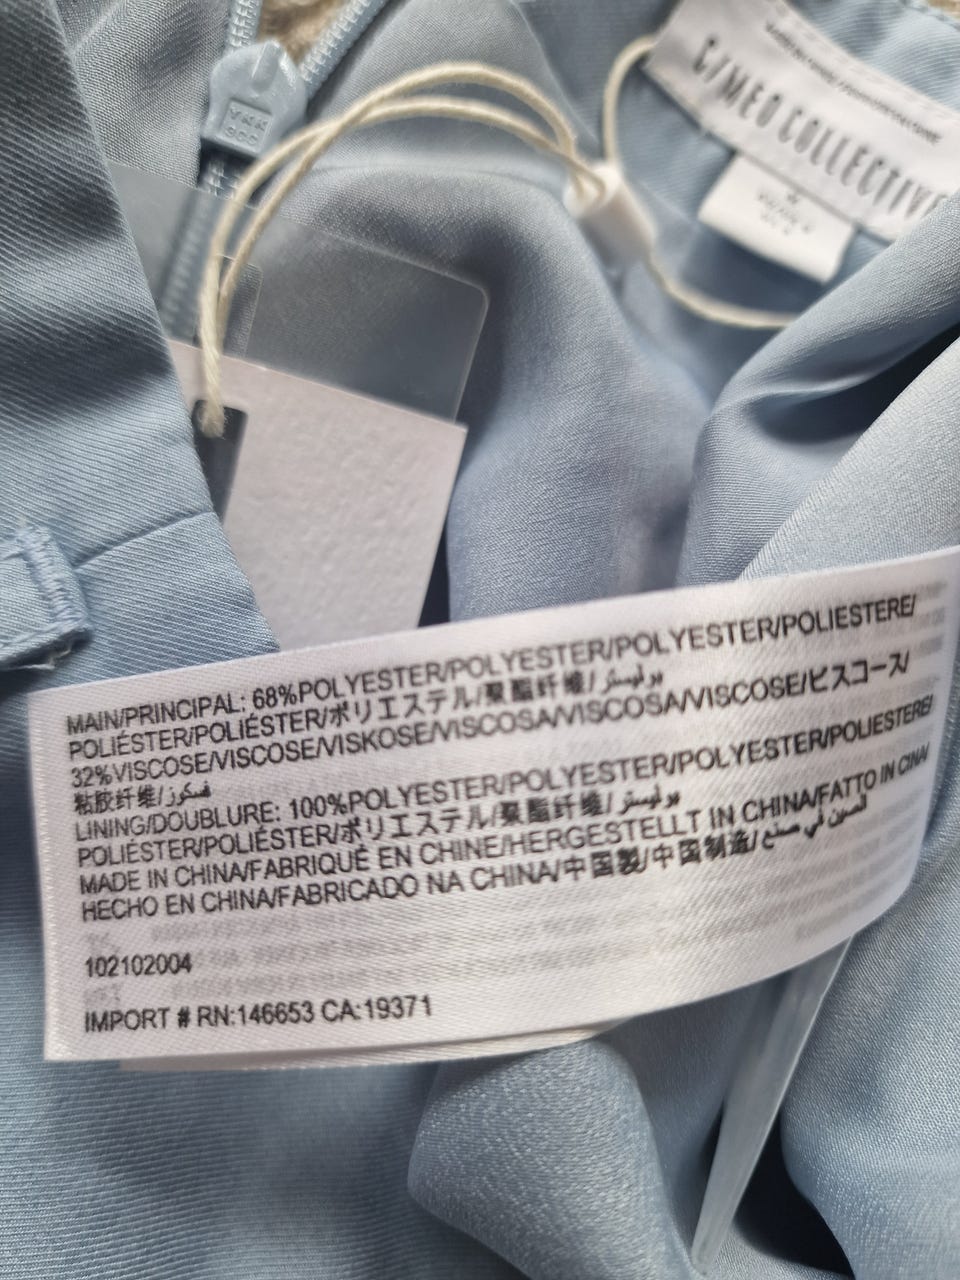 YKK
C/MEO COLLECTIVE
MAIN/PRINCIPAL: 68%POLYESTER/POLYESTER/POLYESTER/POLIESTERE/
POLIÉSTER/POLIÉSTER/ポリエステル/聚酯纤维/بوليستر/
32%VISCOSE/VISCOSE/VISKOSE/VISCOSA/VISCOSA/VISCOSE/ビスコース/
粘胶纤维/فسكوز
LINING/DOUBLURE: 100%POLYESTER/POLYESTER/POLYESTER/POLIESTERE/
POLIÉSTER/POLIÉSTER/ポリエステル/聚酯纤维/بوليستر
MADE IN CHINA/FABRIQUÉ EN CHINE/HERGESTELLT IN CHINA/FATTO IN CINA/
HECHO EN CHINA/FABRICADO NA CHINA/中国製/中国制造/الصين في صنع
102102004
IMPORT # RN:146653 CA:19371